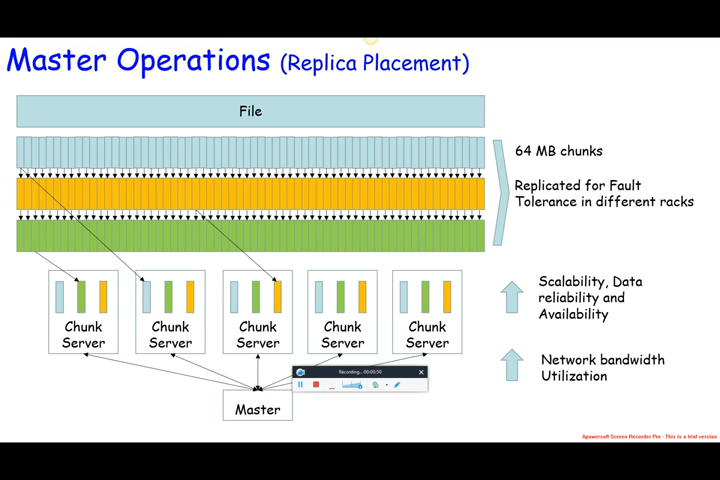 Master Operations (Replica Placement)
File
64 MB chunks
Replicated for Fault
Tolerance in different racks
Chunk
Server
Chunk
Server
Chunk
Server
Chunk
Server
Chunk
Server
Scalability, Data
reliability and
Availability
Network bandwidth
Utilization
Recording... 00:00:50
Master
Apowersoft Screen Recorder Pro - This is a trial version